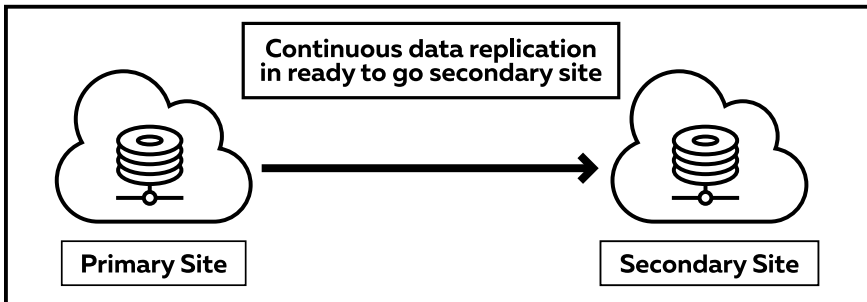 Continuous data replication
in ready to go secondary site
Primary Site
Secondary Site